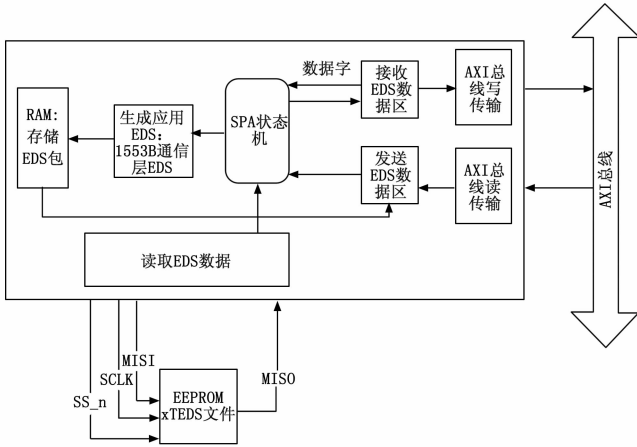 数据字
接收
EDS数
据区
AXI总
线写
传输
RAM:
存储
EDS包
生成应用
EDS:
1553B通信
层EDS
SPA状态
机
发送
EDS数
据区
AXI总
线读
传输
AXI总线
读取EDS数据
MISI
SCLK
SS_n
EEPROM
xTEDS文件
MISO